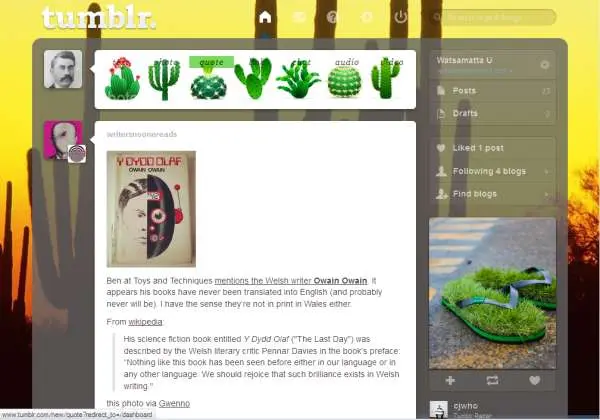 tumblr.
photo
quote
chat
audio
video
Watsamatta U
Posts 23
Drafts 2
Liked 1 post
Following 4 blogs
Find blogs
writersnoonereads
Y DYDD OLAF
OWAIN OWAIN
Ben at Toys and Techniques mentions the Welsh writer Owain Owain. It
appears his books have never been translated into English (and probably
never will be). I have the sense they're not in print in Wales either.
From wikipedia:
His science fiction book entitled Y Dydd Olaf ("The Last Day") was
described by the Welsh literary critic Pennar Davies in the book's preface:
"Nothing like this book has been seen before either in our language or in
any other language. We should rejoice that such brilliance exists in Welsh
writing."
this photo via Gwenno
cjwho
Tumblr Radar
www.tumblr.com/new/quote?redirect_to=/dashboard